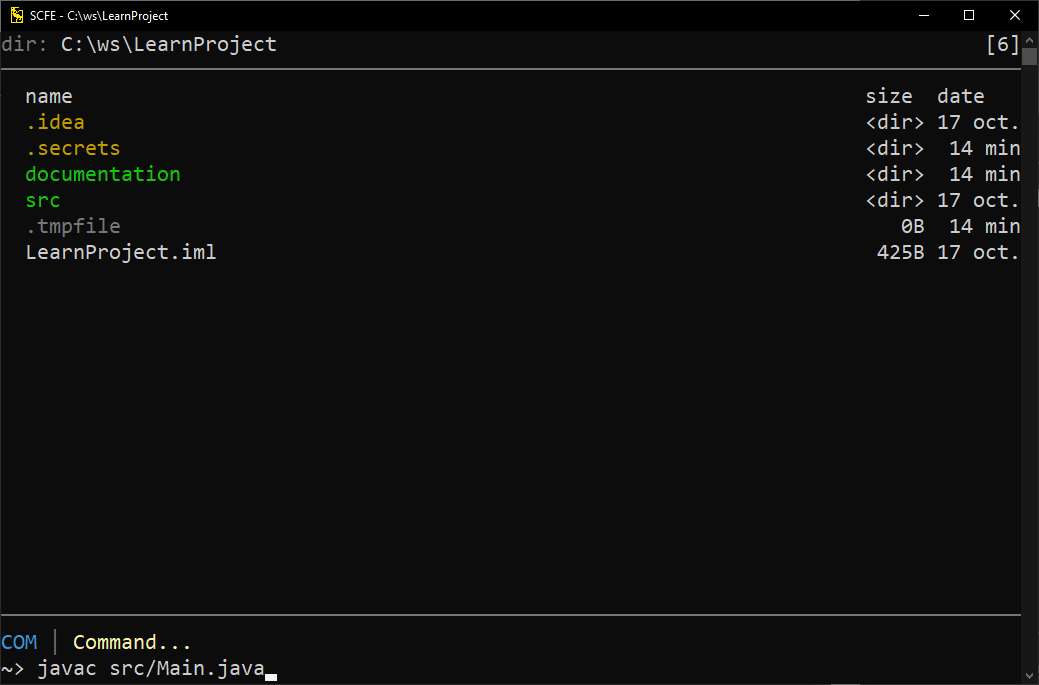 SCFE - C:\ws\LearnProject
dir: C:\ws\LearnProject [6]
name size date
.idea <dir> 17 oct.
.secrets <dir> 14 min
documentation <dir> 14 min
src <dir> 17 oct.
.tmpfile 0B 14 min
LearnProject.iml 425B 17 oct.
COM | Command...
~> javac src/Main.java_